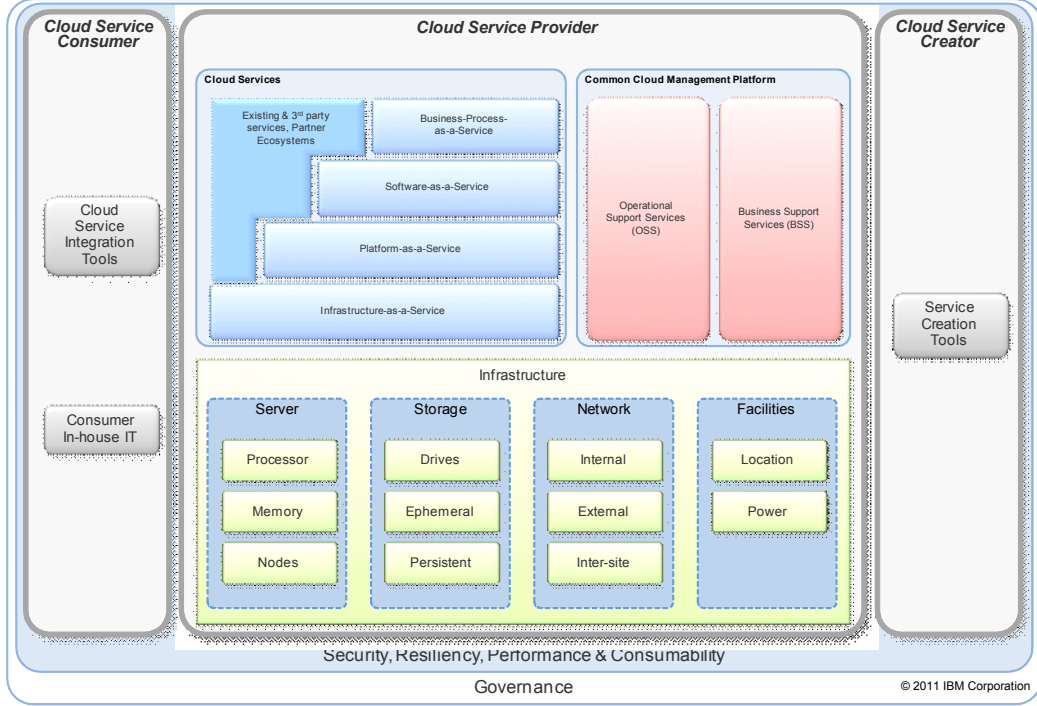 Cloud Service
Consumer
Cloud Service
Integration
Tools
Consumer
In-house IT
Cloud Service Provider
Cloud Services
Existing & 3rd party
services, Partner
Ecosystems
Business-Process-
as-a-Service
Software-as-a-Service
Platform-as-a-Service
Infrastructure-as-a-Service
Common Cloud Management Platform
Operational
Support Services
(OSS)
Business Support
Services (BSS)
Infrastructure
Server
Processor
Memory
Nodes
Storage
Drives
Ephemeral
Persistent
Network
Internal
External
Inter-site
Facilities
Location
Power
Cloud Service
Creator
Service
Creation
Tools
Security, Resiliency, Performance & Consumability
Governance
© 2011 IBM Corporation